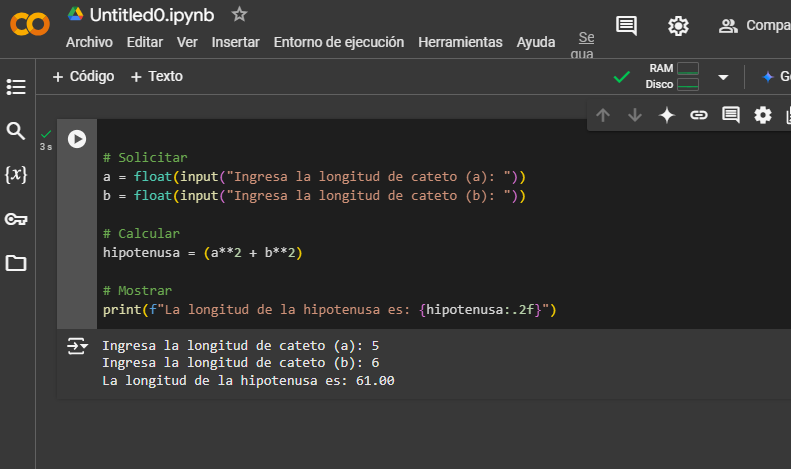 Untitled0.ipynb
Archivo Editar Ver Insertar Entorno de ejecución Herramientas Ayuda Se
gua
Compa
+ Código + Texto
RAM
Disco
G
3 s
{x}
# Solicitar
a = float(input("Ingresa la longitud de cateto (a): "))
b = float(input("Ingresa la longitud de cateto (b): "))
# Calcular
hipotenusa = (a**2 + b**2)
# Mostrar
print(f"La longitud de la hipotenusa es: {hipotenusa:.2f}")
Ingresa la longitud de cateto (a): 5
Ingresa la longitud de cateto (b): 6
La longitud de la hipotenusa es: 61.00